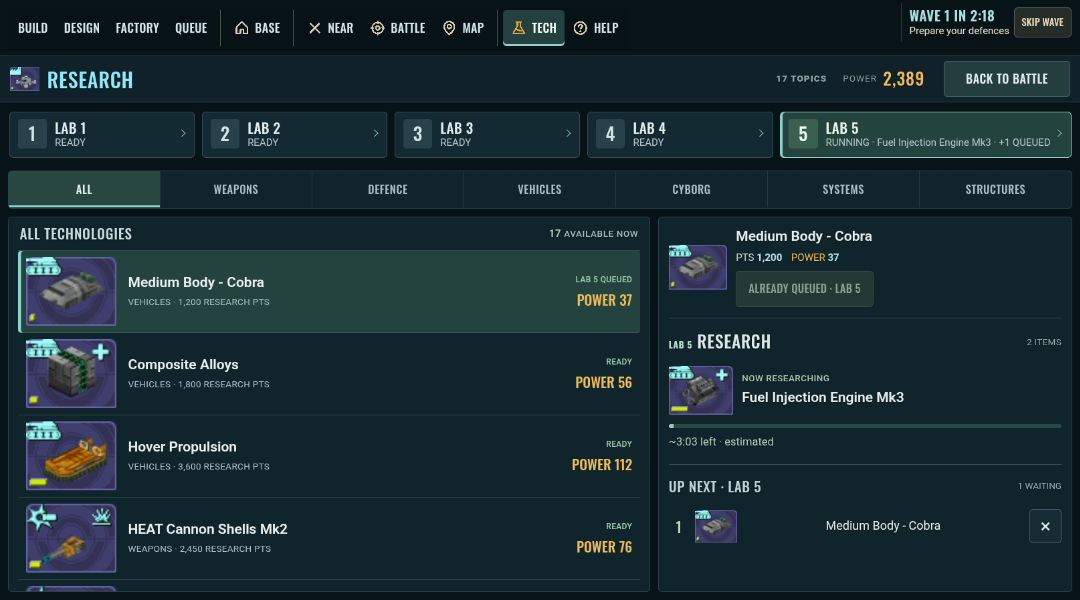 BUILD DESIGN FACTORY QUEUE BASE NEAR BATTLE MAP TECH HELP
WAVE 1 IN 2:18
Prepare your defences
SKIP WAVE
RESEARCH
17 TOPICS POWER 2,389
BACK TO BATTLE
1 LAB 1
READY
2 LAB 2
READY
3 LAB 3
READY
4 LAB 4
READY
5 LAB 5
RUNNING · Fuel Injection Engine Mk3 · +1 QUEUED
ALL WEAPONS DEFENCE VEHICLES CYBORG SYSTEMS STRUCTURES
ALL TECHNOLOGIES
17 AVAILABLE NOW
Medium Body - Cobra
VEHICLES · 1,200 RESEARCH PTS
LAB 5 QUEUED
POWER 37
Composite Alloys
VEHICLES · 1,800 RESEARCH PTS
READY
POWER 56
Hover Propulsion
VEHICLES · 3,600 RESEARCH PTS
READY
POWER 112
HEAT Cannon Shells Mk2
WEAPONS · 2,450 RESEARCH PTS
READY
POWER 76
Medium Body - Cobra
PTS 1,200 POWER 37
ALREADY QUEUED · LAB 5
LAB 5 RESEARCH
2 ITEMS
NOW RESEARCHING
Fuel Injection Engine Mk3
~3:03 left · estimated
UP NEXT · LAB 5
1 WAITING
1 Medium Body - Cobra